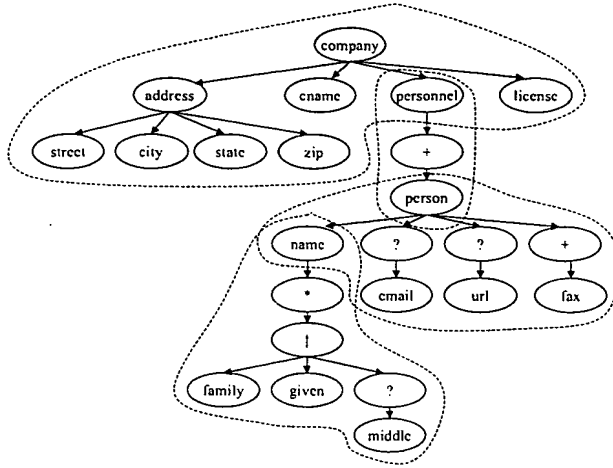 company
address cname personnel license
street city state zip +
person
name ? ? +
* email url fax
|
family given ?
middle